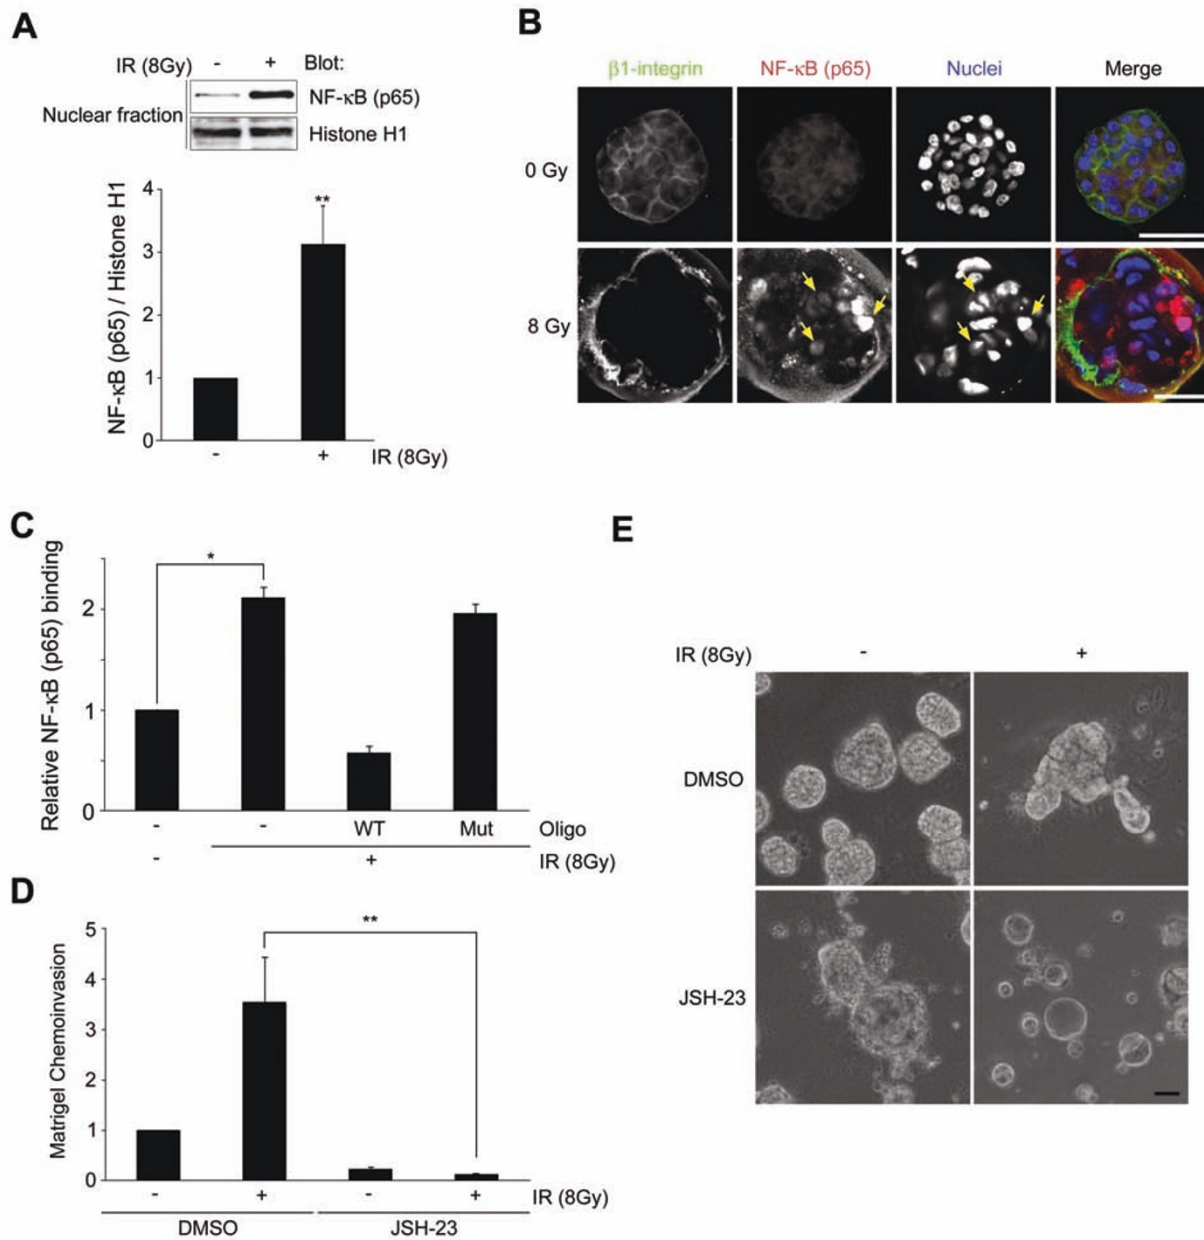 A
IR (8Gy) - + Blot:
Nuclear fraction
NF-κB (p65)
Histone H1
NF-κB (p65) / Histone H1
4
3
2
1
0
**
- + IR (8Gy)
B
β1-integrin NF-κB (p65) Nuclei Merge
0 Gy
8 Gy
C
Relative NF-κB (p65) binding
2
1
0
*
- - WT Mut Oligo
- + IR (8Gy)
D
Matrigel Chemoinvasion
5
4
3
2
1
0
**
- + - + IR (8Gy)
DMSO JSH-23
E
IR (8Gy) - +
DMSO
JSH-23